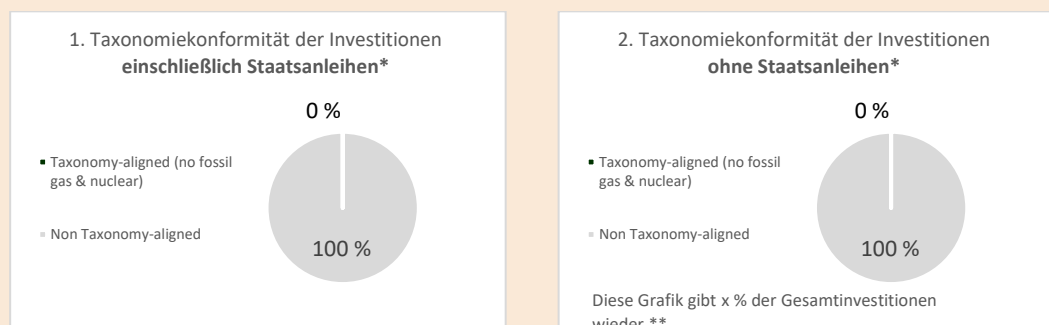 1. Taxonomiekonformität der Investitionen
einschließlich Staatsanleihen*
0 %
Taxonomy-aligned (no fossil
gas & nuclear)
Non Taxonomy-aligned
100 %
2. Taxonomiekonformität der Investitionen
ohne Staatsanleihen*
0 %
Taxonomy-aligned (no fossil
gas & nuclear)
Non Taxonomy-aligned
100 %
Diese Grafik gibt x % der Gesamtinvestitionen
wieder.**